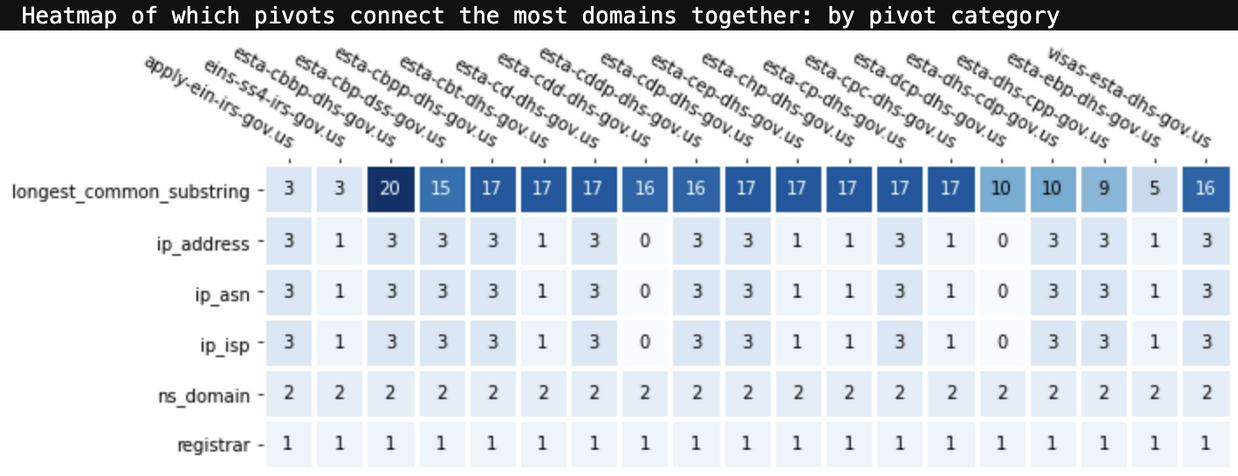 Heatmap of which pivots connect the most domains together: by pivot category
apply-ein-irs-gov.us
eins-ss4-irs-gov.us
esta-cbbp-dhs-gov.us
esta-cbp-dss-gov.us
esta-cbpp-dhs-gov.us
esta-cbt-dhs-gov.us
esta-cd-dhs-gov.us
esta-cdd-dhs-gov.us
esta-cddp-dhs-gov.us
esta-cdp-dhs-gov.us
esta-cep-dhs-gov.us
esta-chp-dhs-gov.us
esta-cp-dhs-gov.us
esta-cpc-dhs-gov.us
esta-dcp-dhs-gov.us
esta-dhs-cdp-gov.us
esta-dhs-cpp-gov.us
esta-ebp-dhs-gov.us
visas-esta-dhs-gov.us
longest_common_substring 3 3 20 15 17 17 17 16 16 17 17 17 17 17 10 10 9 5 16
ip_address 3 1 3 3 3 1 3 0 3 3 1 1 3 1 0 3 3 1 3
ip_asn 3 1 3 3 3 1 3 0 3 3 1 1 3 1 0 3 3 1 3
ip_isp 3 1 3 3 3 1 3 0 3 3 1 1 3 1 0 3 3 1 3
ns_domain 2 2 2 2 2 2 2 2 2 2 2 2 2 2 2 2 2 2 2
registrar 1 1 1 1 1 1 1 1 1 1 1 1 1 1 1 1 1 1 1